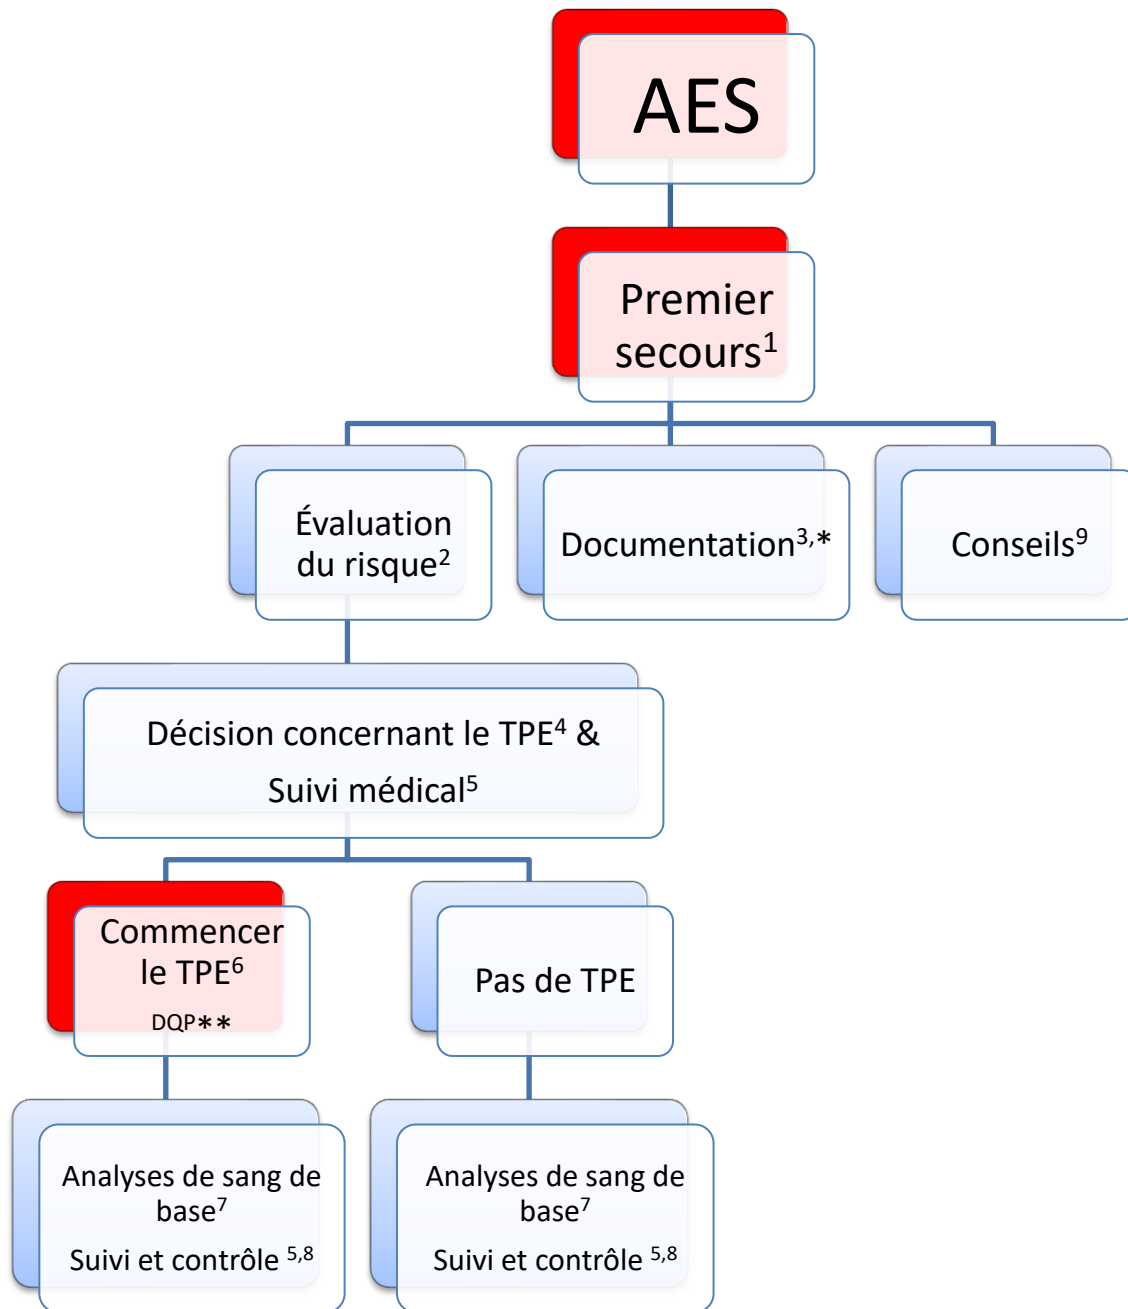 AES
Premier
secours1
Évaluation
du risque2
Documentation3,*
Conseils9
Décision concernant le TPE4 &
Suivi médical5
Commencer
le TPE6
DQP**
Pas de TPE
Analyses de sang de
base7
Suivi et contrôle 5,8
Analyses de sang de
base7
Suivi et contrôle 5,8